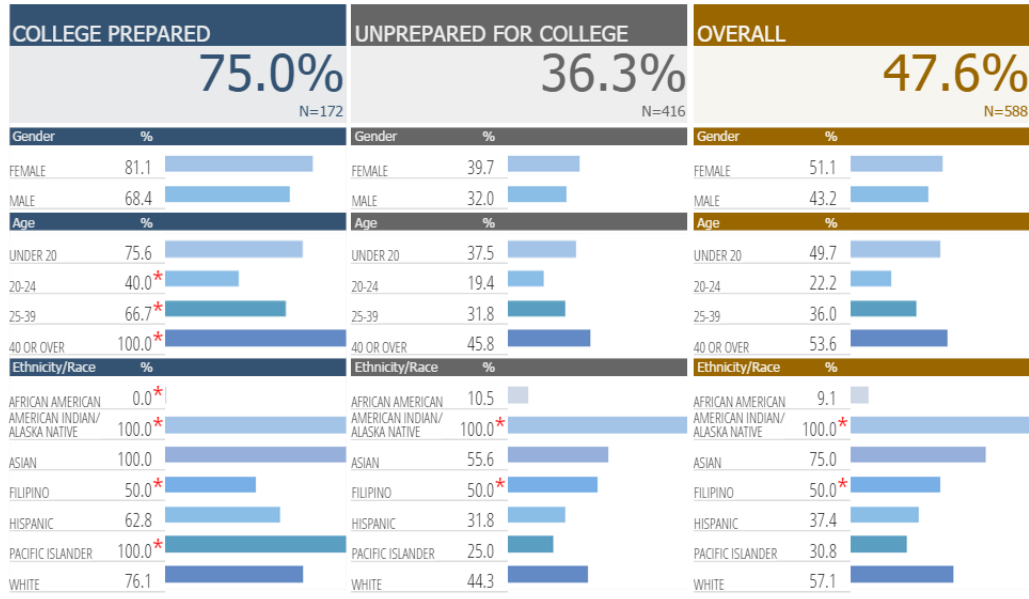 COLLEGE PREPARED
75.0%
N=172
Gender %
FEMALE 81.1
MALE 68.4
Age %
UNDER 20 75.6
20-24 40.0*
25-39 66.7*
40 OR OVER 100.0*
Ethnicity/Race %
AFRICAN AMERICAN 0.0*
AMERICAN INDIAN/
ALASKA NATIVE 100.0*
ASIAN 100.0
FILIPINO 50.0*
HISPANIC 62.8
PACIFIC ISLANDER 100.0*
WHITE 76.1
UNPREPARED FOR COLLEGE
36.3%
N=416
Gender %
FEMALE 39.7
MALE 32.0
Age %
UNDER 20 37.5
20-24 19.4
25-39 31.8
40 OR OVER 45.8
Ethnicity/Race %
AFRICAN AMERICAN 10.5
AMERICAN INDIAN/
ALASKA NATIVE 100.0*
ASIAN 55.6
FILIPINO 50.0*
HISPANIC 31.8
PACIFIC ISLANDER 25.0
WHITE 44.3
OVERALL
47.6%
N=588
Gender %
FEMALE 51.1
MALE 43.2
Age %
UNDER 20 49.7
20-24 22.2
25-39 36.0
40 OR OVER 53.6
Ethnicity/Race %
AFRICAN AMERICAN 9.1
AMERICAN INDIAN/
ALASKA NATIVE 100.0*
ASIAN 75.0
FILIPINO 50.0*
HISPANIC 37.4
PACIFIC ISLANDER 30.8
WHITE 57.1